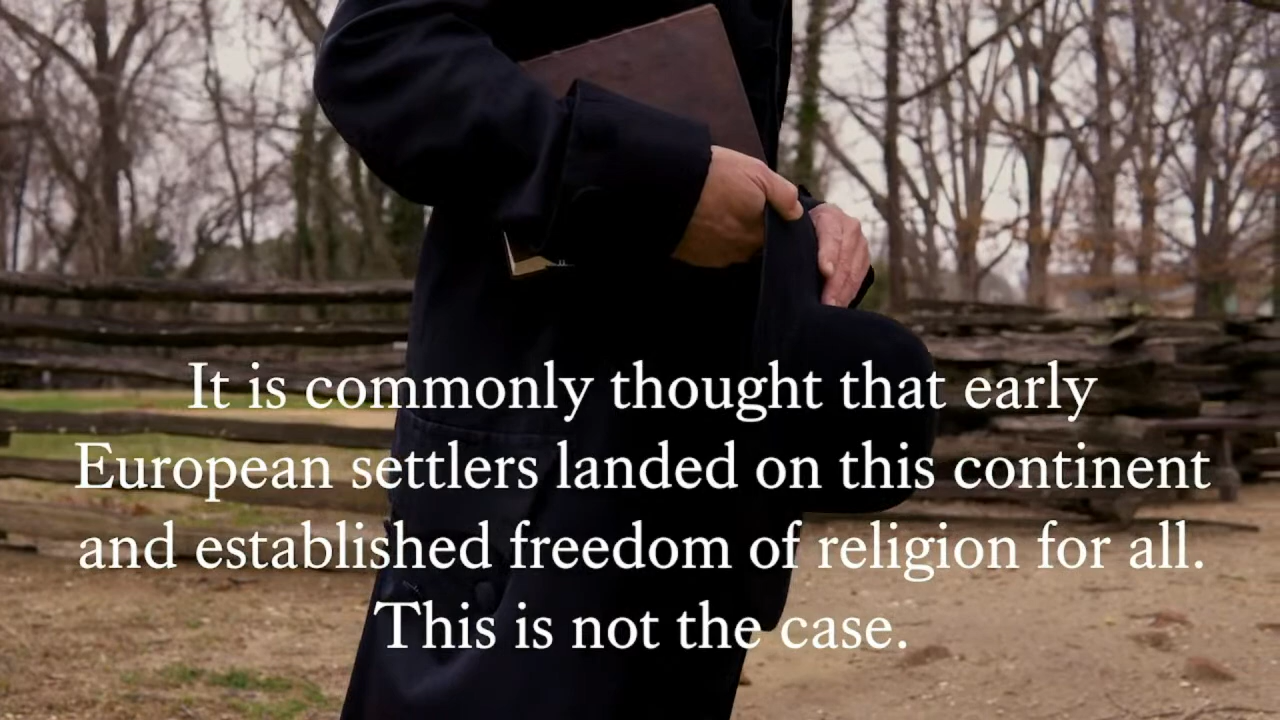 It is commonly thought that early
European settlers landed on this continent
and established freedom of religion for all.
This is not the case.